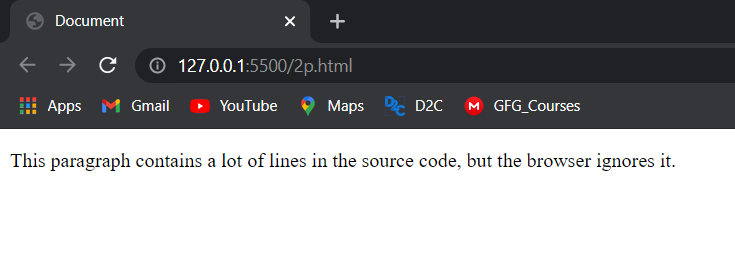 Document
127.0.0.1:5500/2p.html
Apps Gmail YouTube Maps D2C D2C M GFG_Courses
This paragraph contains a lot of lines in the source code, but the browser ignores it.